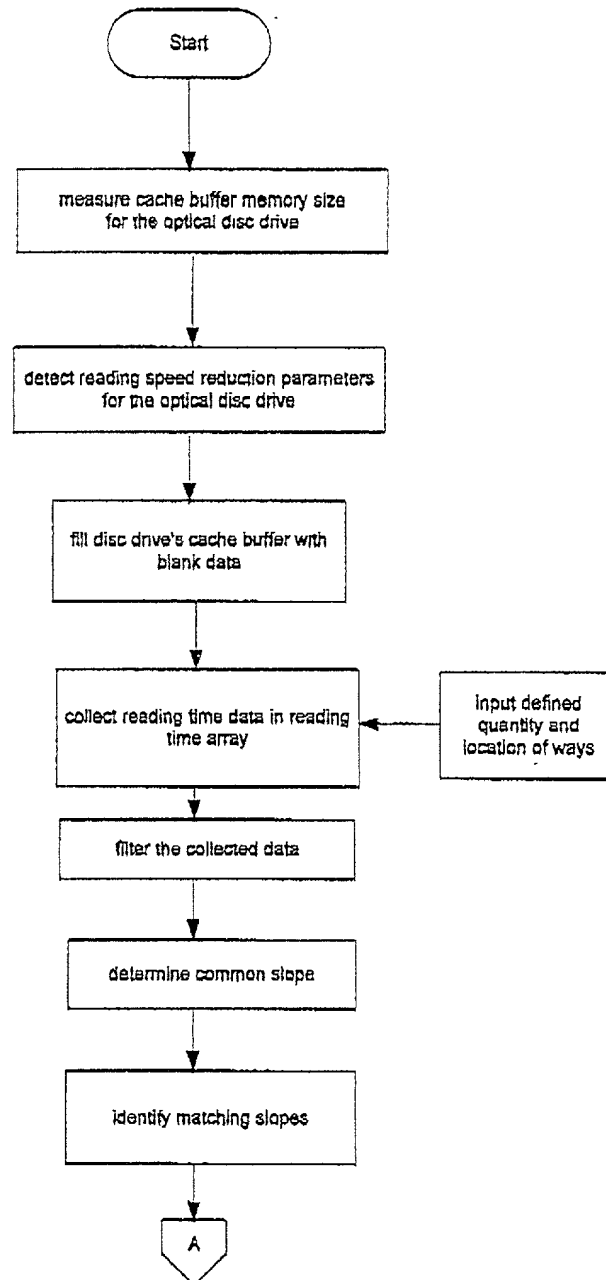 Start
measure cache buffer memory size
for the optical disc drive
detect reading speed reduction parameters
for the optical disc drive
fill disc drive's cache buffer with
blank data
collect reading time data in reading
time array
input defined
quantity and
location of ways
filter the collected data
determine common slope
identify matching slopes
A